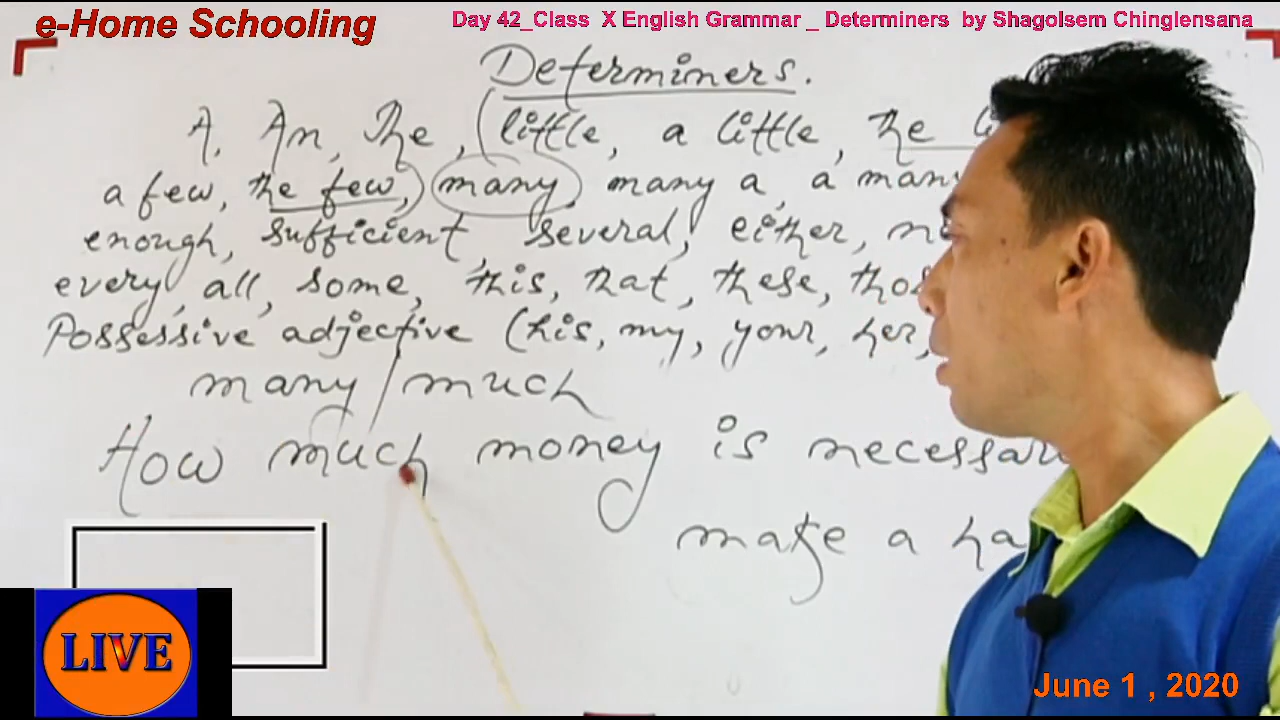 e-Home Schooling
Day 42_Class X English Grammar _ Determiners by Shagolsem Chinglensana
Determiners.
A, An, The, (little, a little, the
a few, the few,) many, many a, a many
enough, sufficient, several, either,
every, all, some, this, that, these,
Possessive adjective (his, my, your, her,
many/much
How much money is
make a
LIVE
June 1 , 2020